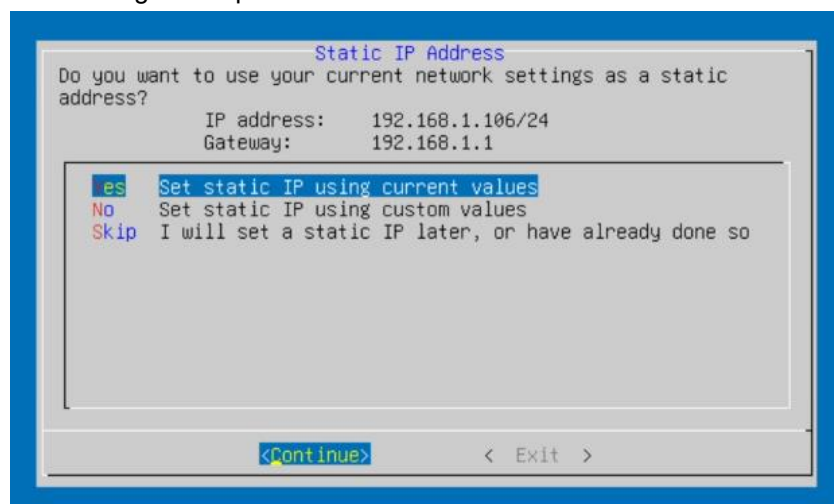 Static IP Address
Do you want to use your current network settings as a static
address?
IP address: 192.168.1.106/24
Gateway: 192.168.1.1
Yes Set static IP using current values
No Set static IP using custom values
Skip I will set a static IP later, or have already done so
<Continue> < Exit >